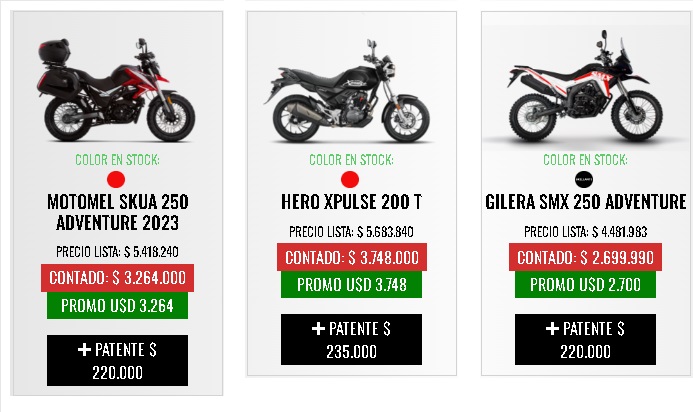 COLOR EN STOCK:
MOTOMEL SKUA 250
ADVENTURE 2023
PRECIO LISTA: $ 5.418.240
CONTADO: $ 3.264.000
PROMO USD 3.264
+ PATENTE $
220.000
COLOR EN STOCK:
HERO XPULSE 200 T
PRECIO LISTA: $ 5.683.840
CONTADO: $ 3.748.000
PROMO USD 3.748
+ PATENTE $
235.000
SMX
COLOR EN STOCK:
GILERA SMX 250 ADVENTURE
PRECIO LISTA: $ 4.481.983
CONTADO: $ 2.699.990
PROMO USD 2.700
+ PATENTE $
220.000